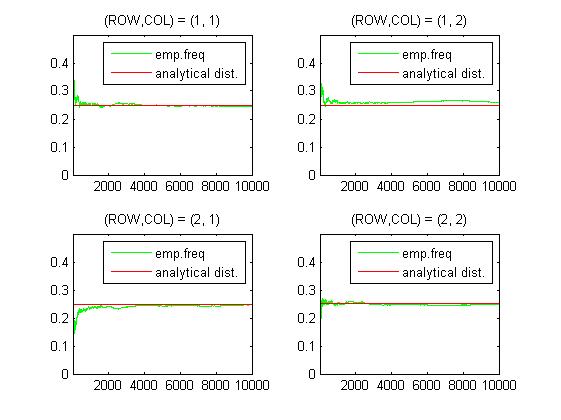 (ROW,COL) = (1, 1)
0.4
0.3
0.2
0.1
0
emp.freq
analytical dist.
2000 4000 6000 8000 10000
(ROW,COL) = (1, 2)
0.4
0.3
0.2
0.1
0
emp.freq
analytical dist.
2000 4000 6000 8000 10000
(ROW,COL) = (2, 1)
0.4
0.3
0.2
0.1
0
emp.freq
analytical dist.
2000 4000 6000 8000 10000
(ROW,COL) = (2, 2)
0.4
0.3
0.2
0.1
0
emp.freq
analytical dist.
2000 4000 6000 8000 10000